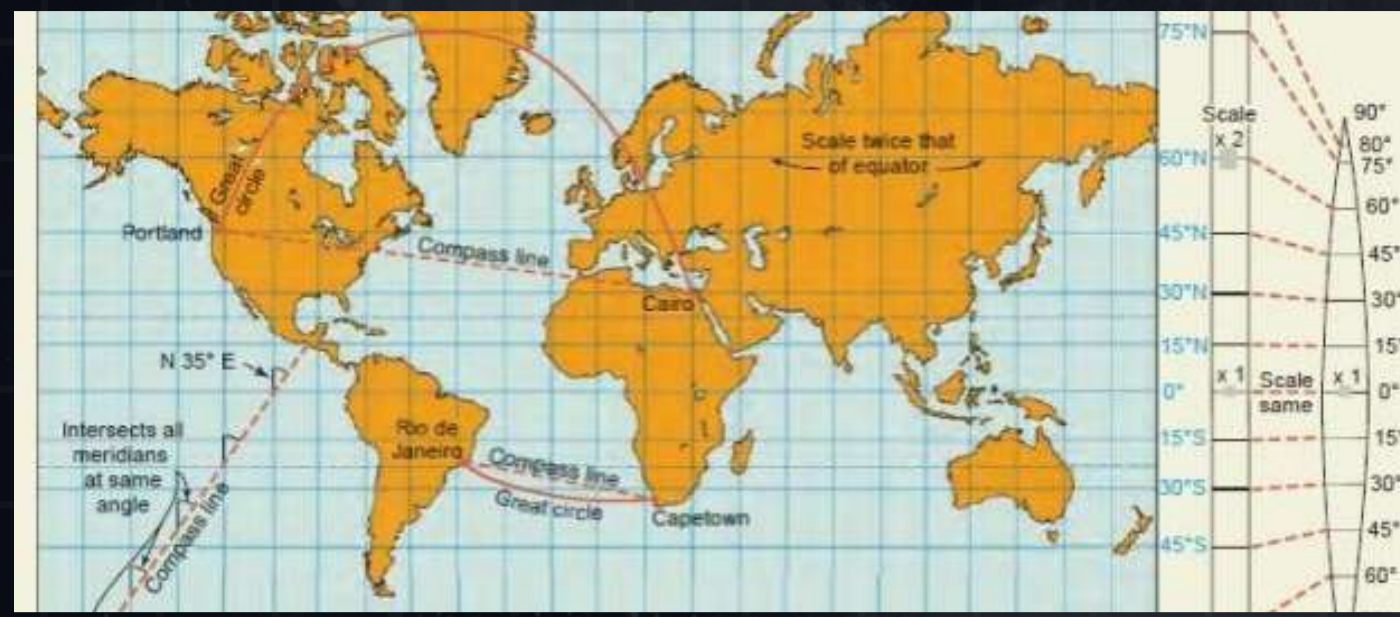 Great
circle
Portland
Compass line
Cairo
Scale twice that
of equator
N 35° E
Intersects all
meridians
at same
angle
Compass line
Rio de
Janeiro
Compass line
Great circle
Capetown
75°N
60°N
45°N
30°N
15°N
0°
15°S
30°S
45°S
Scale
x 2
x 1
Scale
same
x 1
90°
80°
75°
60°
45°
30°
15°
0°
15°
30°
45°
60°